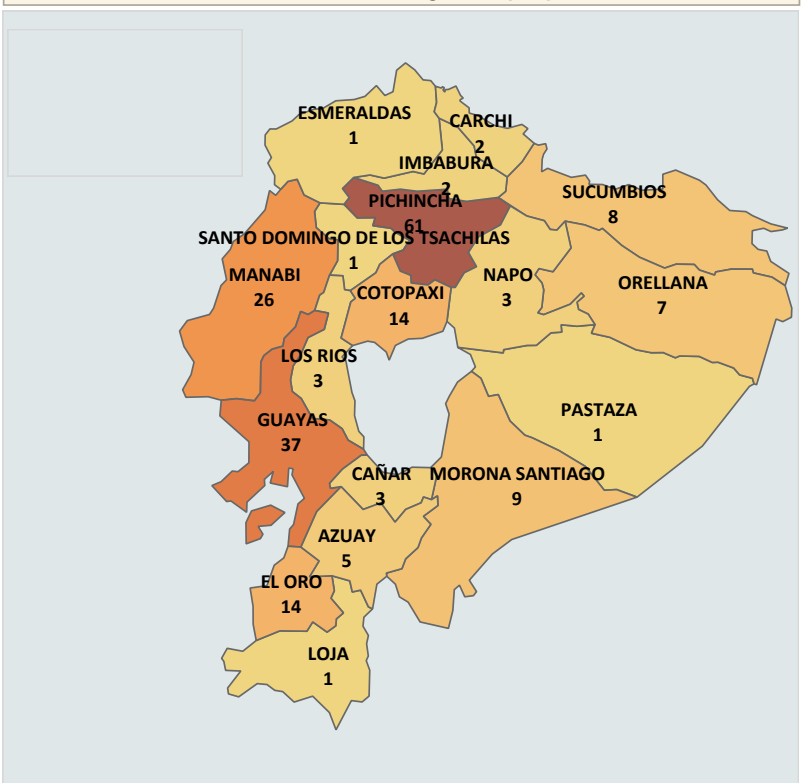 ESMERALDAS
1
CARCHI
2
IMBABURA
2
PICHINCHA
61
SUCUMBIOS
8
SANTO DOMINGO DE LOS TSACHILAS
1
MANABI
26
COTOPAXI
14
NAPO
3
ORELLANA
7
LOS RIOS
3
PASTAZA
1
GUAYAS
37
CAÑAR
3
MORONA SANTIAGO
9
AZUAY
5
EL ORO
14
LOJA
1